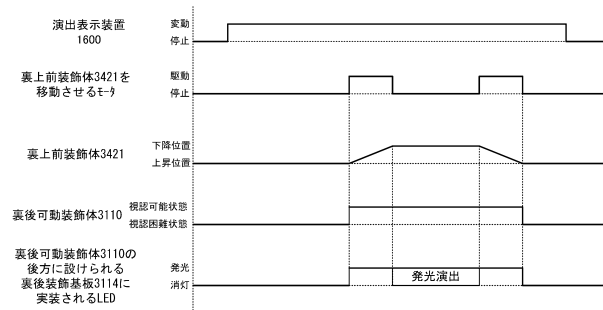 演出表示装置
1600
変動
停止
裏上前装飾体3421を
移動させるﾓｰﾀ
駆動
停止
裏上前装飾体3421
下降位置
上昇位置
裏後可動装飾体3110
視認可能状態
視認困難状態
裏後可動装飾体3110の
後方に設けられる
裏後装飾基板3114に
実装されるLED
発光
消灯
発光演出